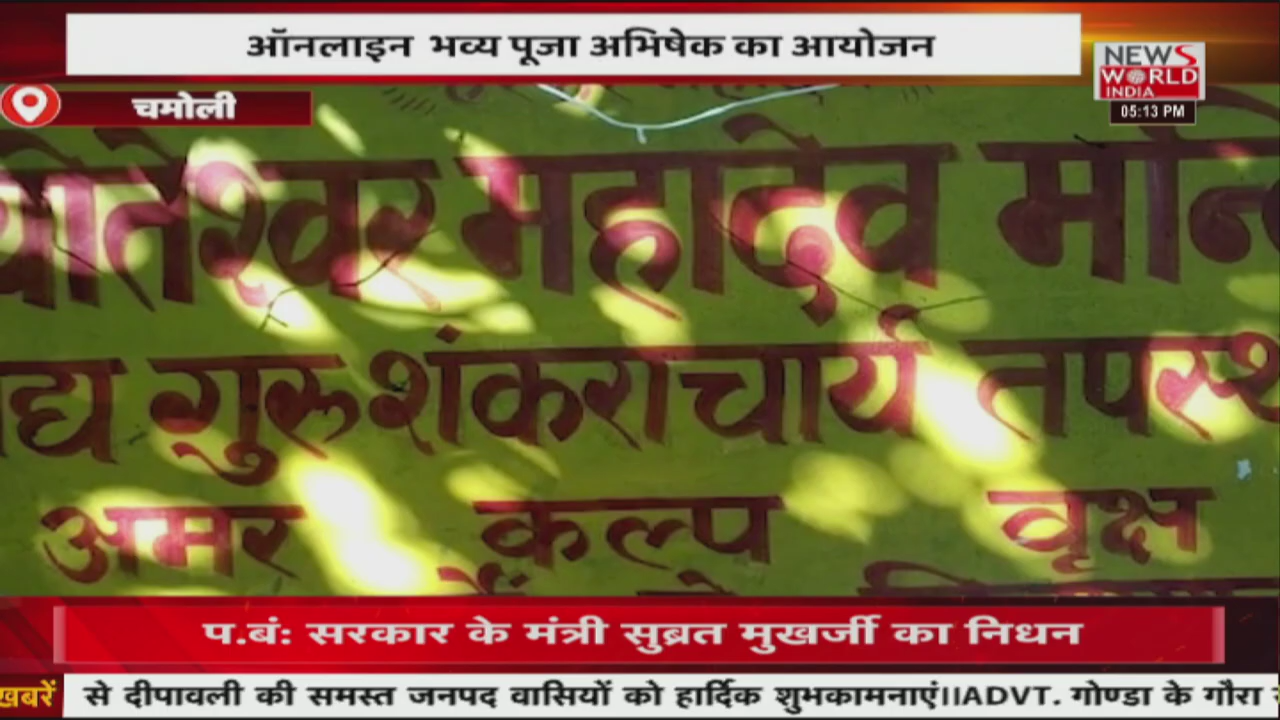 ऑनलाइन भव्य पूजा अभिषेक का आयोजन
NEWS
WORLD
INDIA
05:13 PM
चमोली
महादेव
गुरु शंकराचार्य
अमर कल्प वृक्ष
प.बं: सरकार के मंत्री सुब्रत मुखर्जी का निधन
खबरें से दीपावली की समस्त जनपद वासियों को हार्दिक शुभकामनाएं।।ADVT. गोण्डा के गौरा